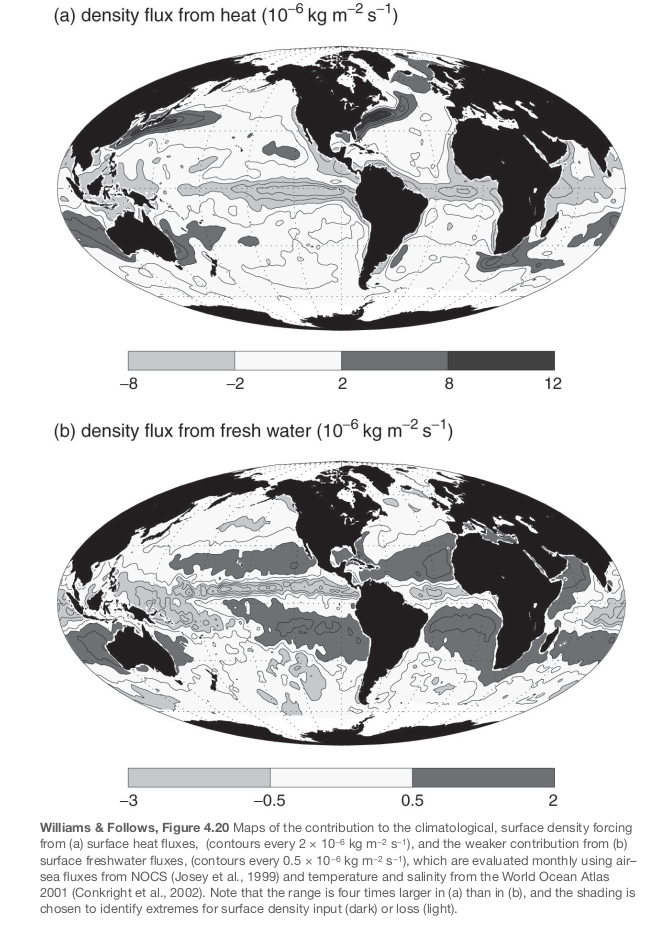 (a) density flux from heat (10⁻⁶ kg m⁻² s⁻¹)
−8 −2 2 8 12
(b) density flux from fresh water (10⁻⁶ kg m⁻² s⁻¹)
−3 −0.5 0.5 2
Williams & Follows, Figure 4.20 Maps of the contribution to the climatological, surface density forcing
from (a) surface heat fluxes, (contours every 2 × 10⁻⁶ kg m⁻² s⁻¹), and the weaker contribution from (b)
surface freshwater fluxes, (contours every 0.5 × 10⁻⁶ kg m⁻² s⁻¹), which are evaluated monthly using air–
sea fluxes from NOCS (Josey et al., 1999) and temperature and salinity from the World Ocean Atlas
2001 (Conkright et al., 2002). Note that the range is four times larger in (a) than in (b), and the shading is
chosen to identify extremes for surface density input (dark) or loss (light).